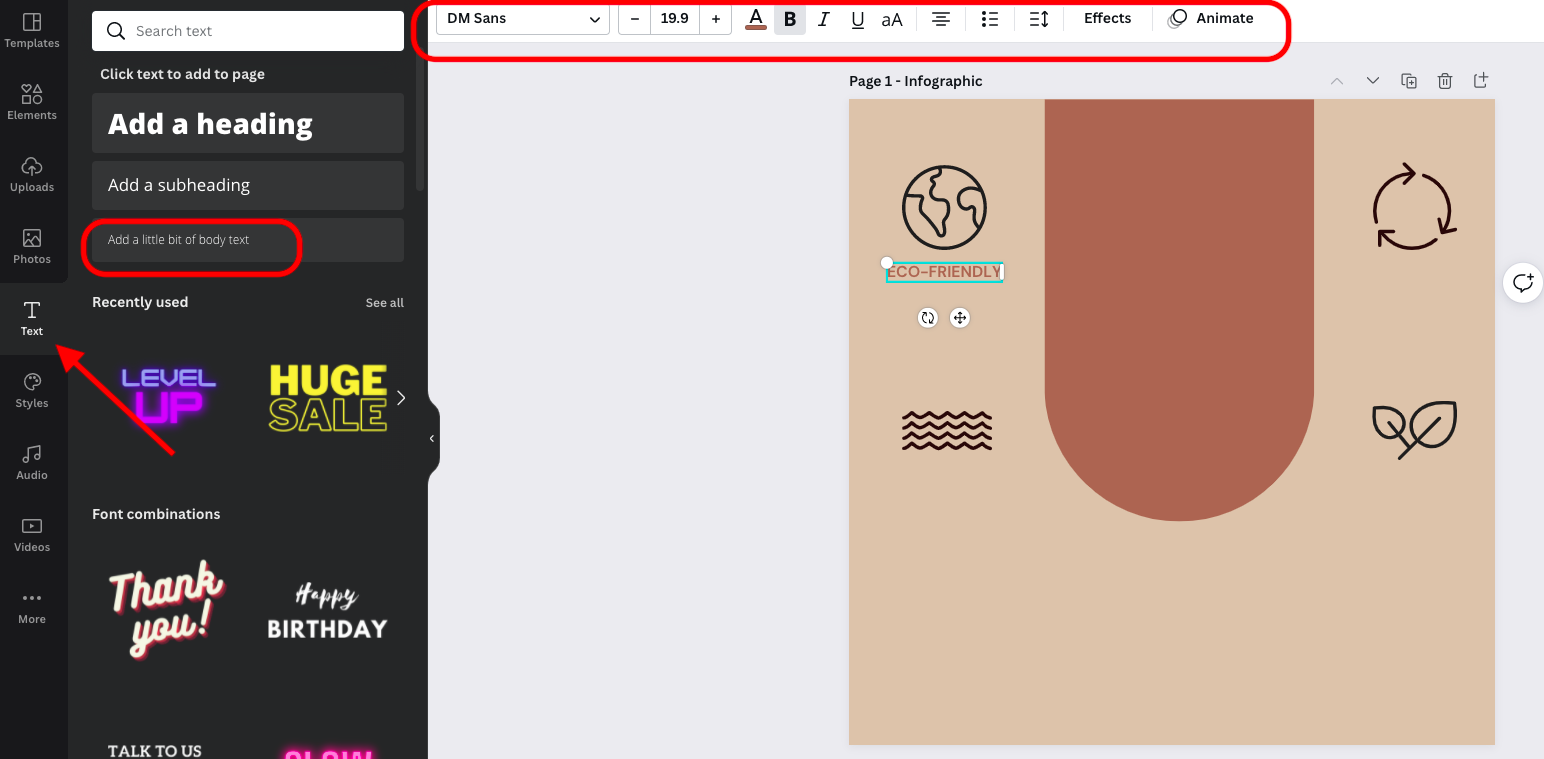 Templates
Elements
Uploads
Photos
Text
Styles
Audio
Videos
More
Search text
Click text to add to page
Add a heading
Add a subheading
Add a little bit of body text
Recently used See all
LEVEL
UP
HUGE
SALE
Font combinations
Thank
you!
Happy
BIRTHDAY
TALK TO US
DM Sans 19.9 A B I U aA Effects Animate
Page 1 - Infographic
ECO-FRIENDLY